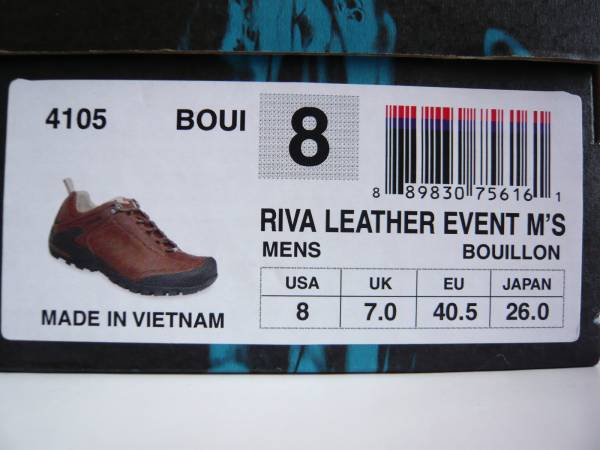 4105 BOUI 8
8 89830 75616 1
RIVA LEATHER EVENT M'S
MENS BOUILLON
USA UK EU JAPAN
8 7.0 40.5 26.0
MADE IN VIETNAM